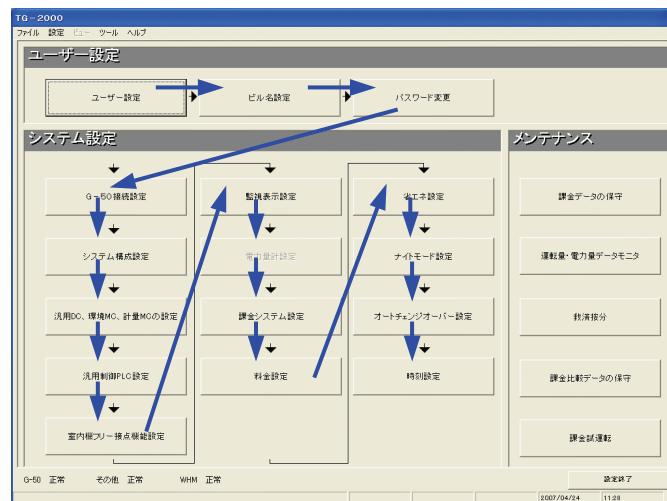 TG-2000
ファイル 設定 ビュー ツール ヘルプ
ユーザー設定
ユーザー設定
ビル名設定
パスワード変更
システム設定
G-50接続設定
システム構成設定
汎用DC、環境MC、計量MCの設定
汎用制御PLC設定
室内機フリー接点機能設定
監視表示設定
電力量計設定
課金システム設定
料金設定
省エネ設定
ナイトモード設定
オートチェンジオーバー設定
時刻設定
メンテナンス
課金データの保守
運転量・電力量データモニタ
救済按分
課金比較データの保守
課金試運転
G-50 正常 その他 正常 WHM 正常
設定終了
2007/04/24 11:28